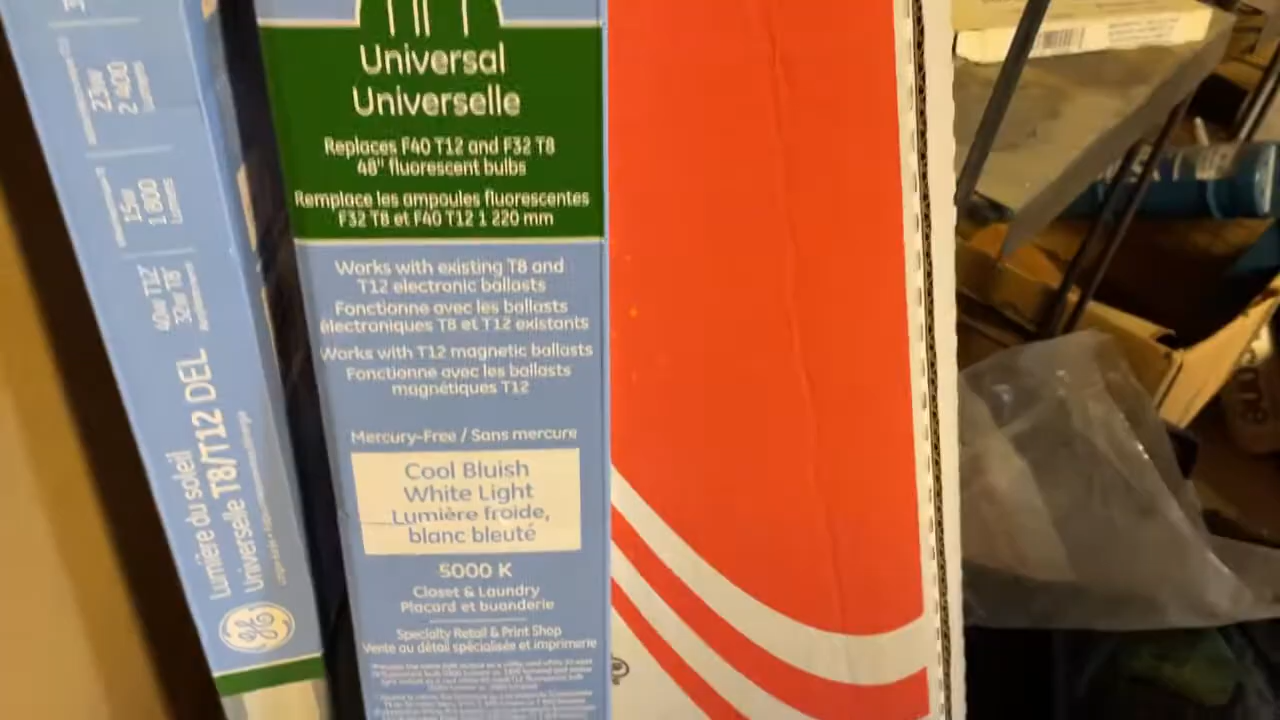 Universal
Universelle
Replaces F40 T12 and F32 T8
48" fluorescent bulbs
Remplace les ampoules fluorescentes
F32 T8 et F40 T12 1 220 mm
Works with existing T8 and
T12 electronic ballasts
Fonctionne avec les ballasts
électroniques T8 et T12 existants
Works with T12 magnetic ballasts
Fonctionne avec les ballasts
magnétiques T12
Mercury-Free / Sans mercure
Cool Bluish
White Light
Lumière froide,
blanc bleuté
5000 K
Closet & Laundry
Placard et buanderie
Specialty Retail & Print Shop
Vente au détail spécialisée et imprimerie
Lumière du soleil
Universelle T8/T12 DEL
40w T12
32w T8
15w
1 800
Lumens
23w
2 400
Lumens
GE